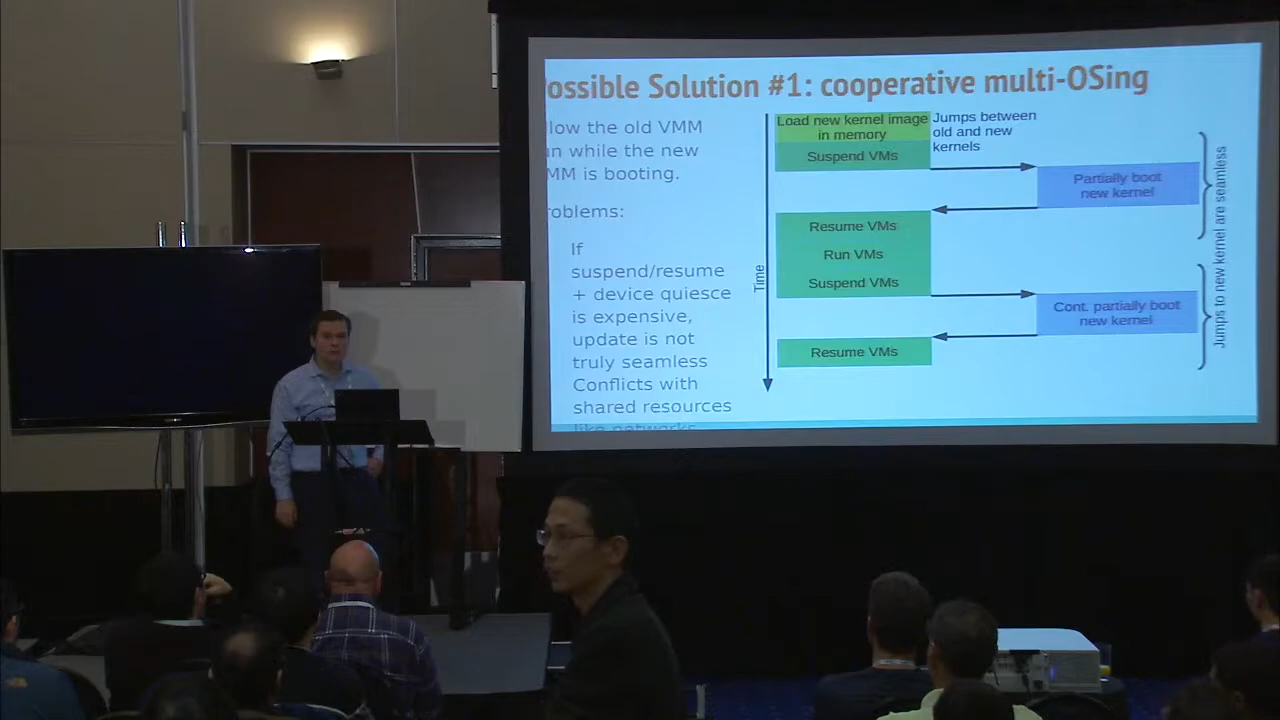 ossible Solution #1: cooperative multi-OSing
low the old VMM
n while the new
MM is booting.
oblems:
If
suspend/resume
+ device quiesce
is expensive,
update is not
truly seamless
Conflicts with
shared resources
like networks
Time
Load new kernel image
in memory
Suspend VMs
Jumps between
old and new
kernels
Partially boot
new kernel
Resume VMs
Run VMs
Suspend VMs
Cont. partially boot
new kernel
Resume VMs
Jumps to new kernel are seamless